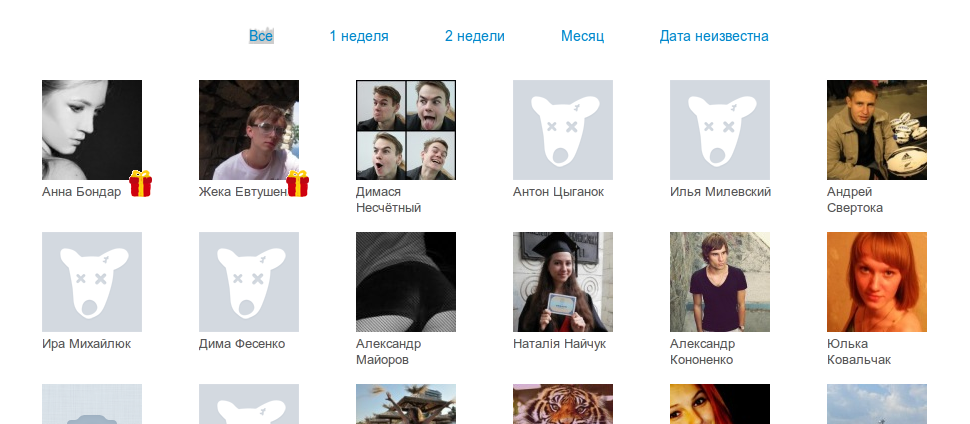 Все 1 неделя 2 недели Месяц Дата неизвестна
Анна Бондар Жека Евтушен Димася Антон Цыганок Илья Милевский Андрей
Несчётный Свертока
Ира Михайлюк Дима Фесенко Александр Наталія Найчук Александр Юлька
Майоров Кононенко Ковальчак